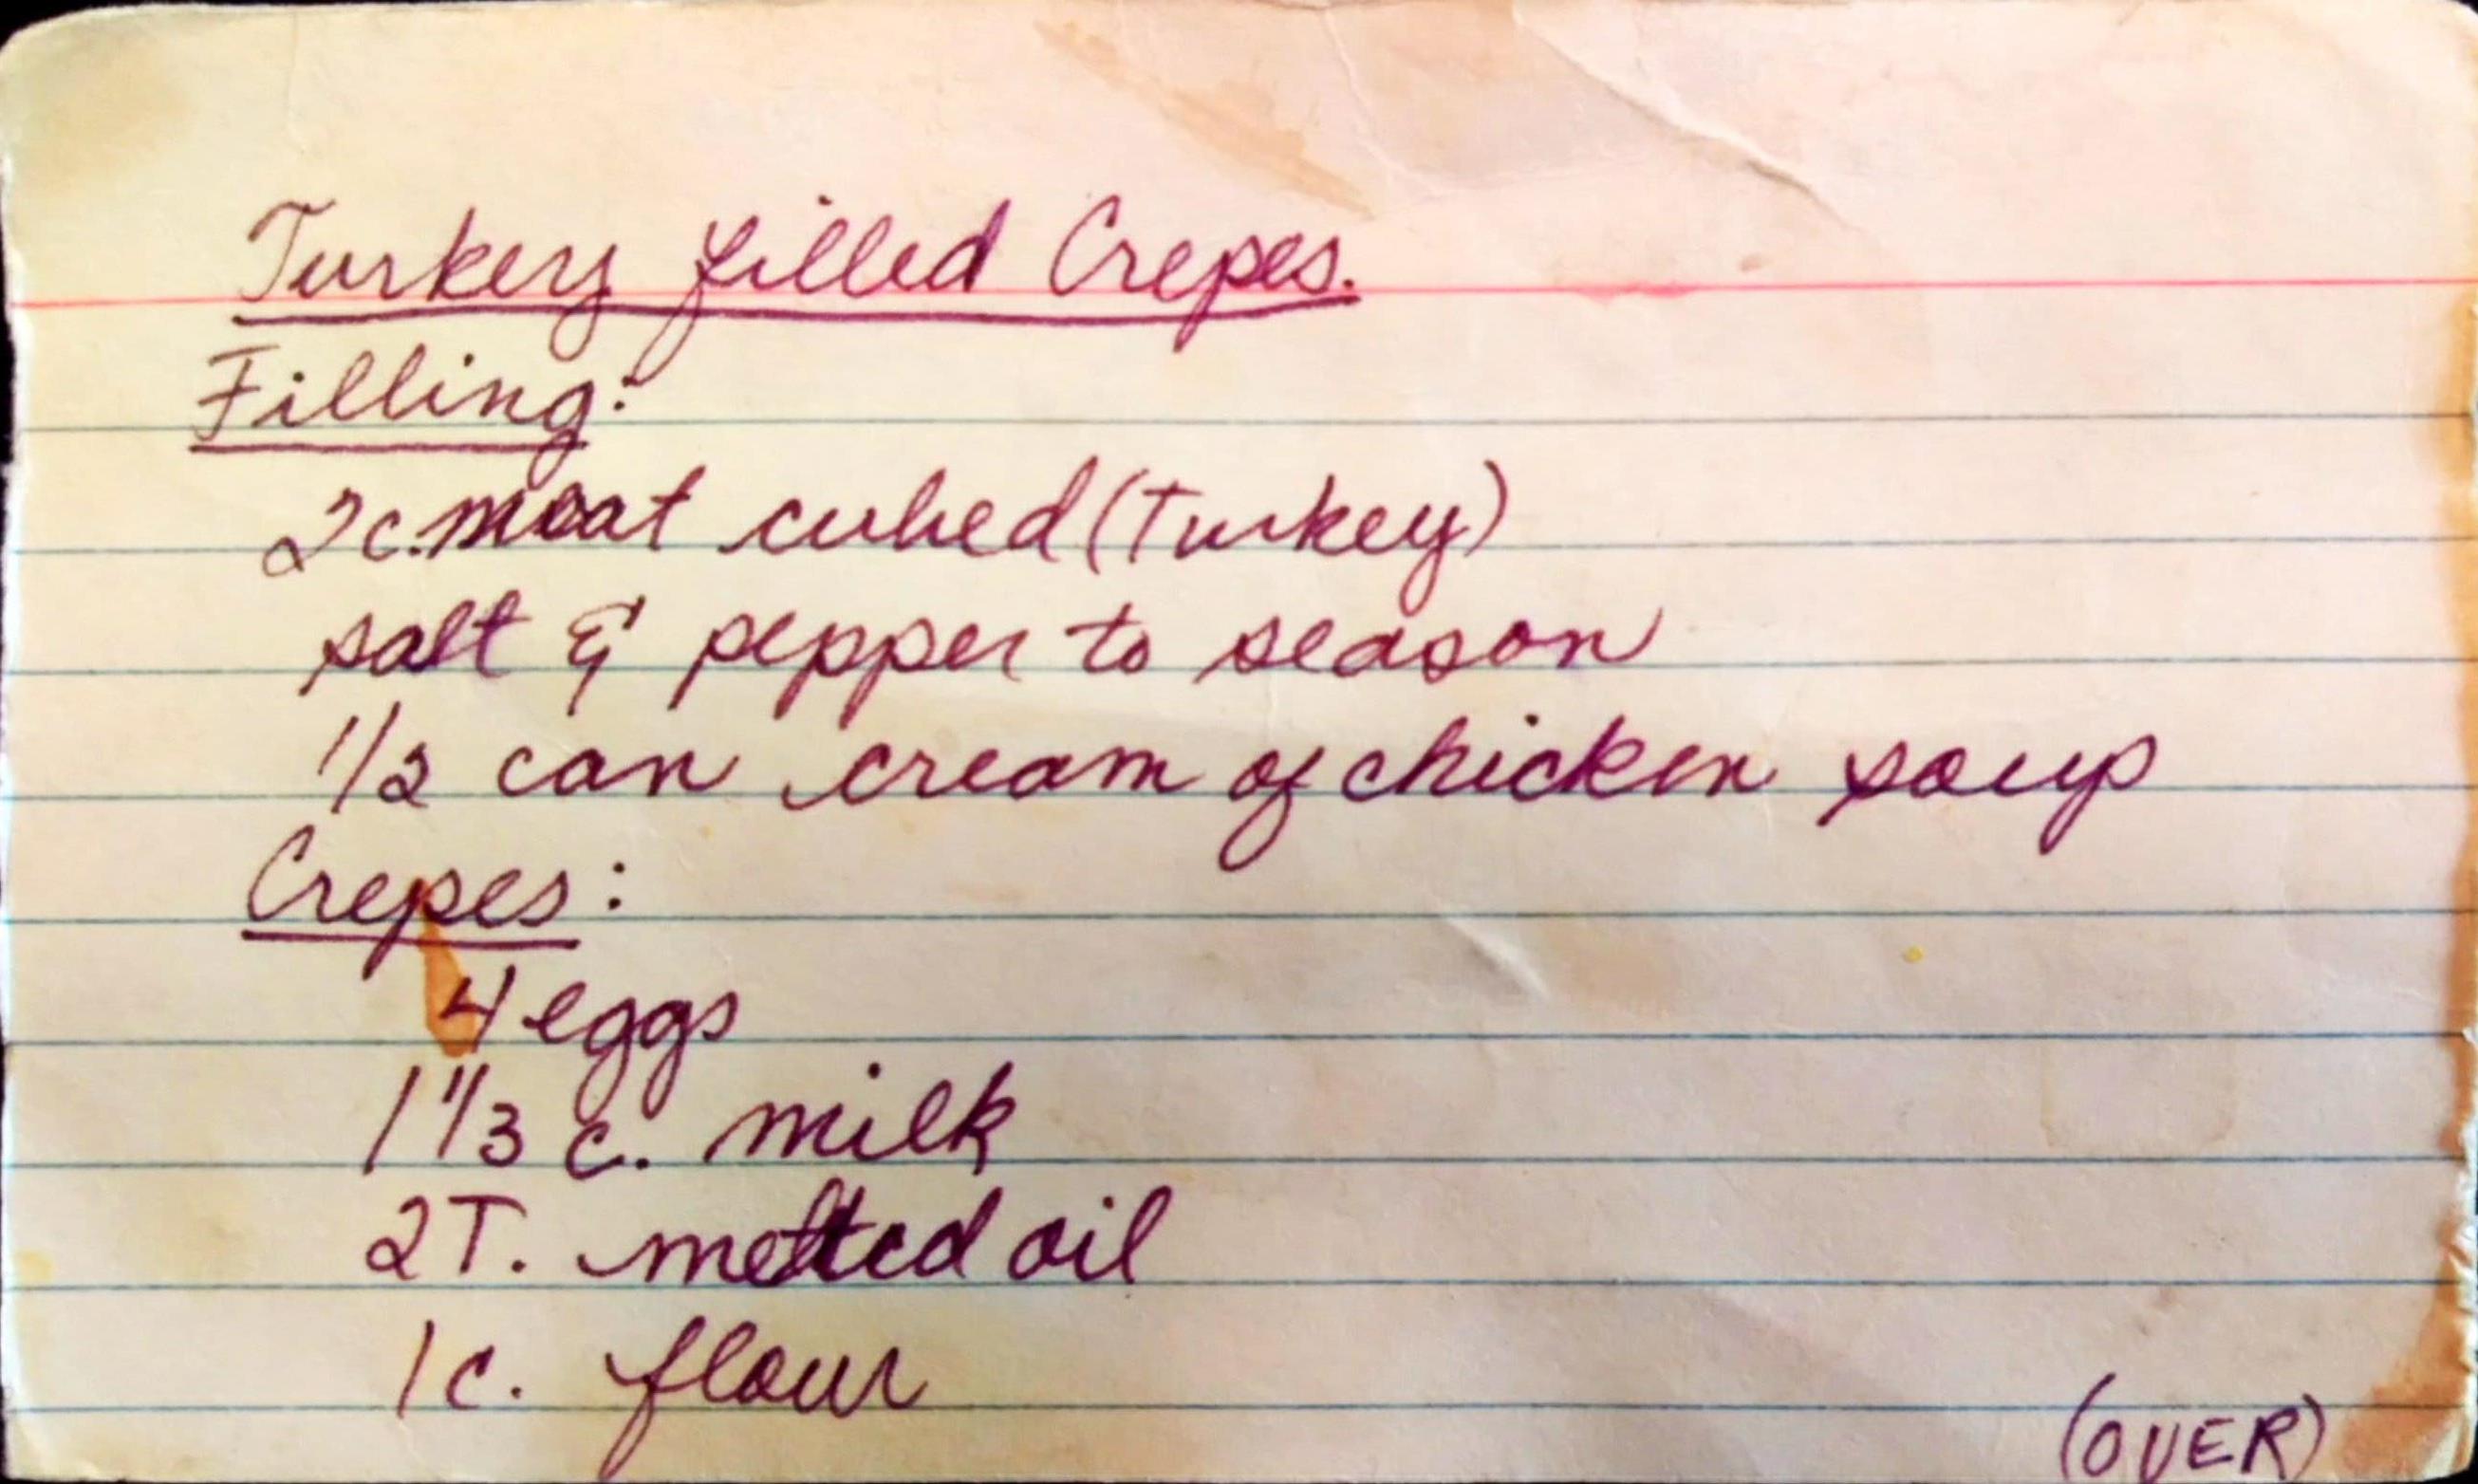 Turkey filled Crepes.
Filling:
2c. meat cubed (Turkey)
salt & pepper to season
1/2 can cream of chicken soup
Crepes:
4 eggs
1 1/3 c. milk
2T. melted oil
1c. flour
(OVER)